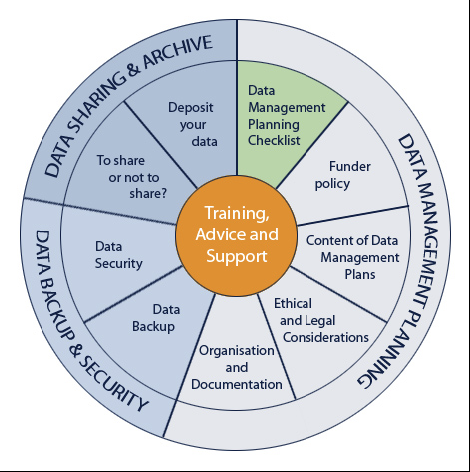 DATA SHARING & ARCHIVE
DATA MANAGEMENT PLANNING
DATA BACKUP & SECURITY
Data
Management
Planning
Checklist
Funder
policy
Content of Data
Management
Plans
Ethical
and Legal
Considerations
Organisation
and
Documentation
Data
Backup
Data
Security
To share
or not to
share?
Deposit
your
data
Training,
Advice and
Support